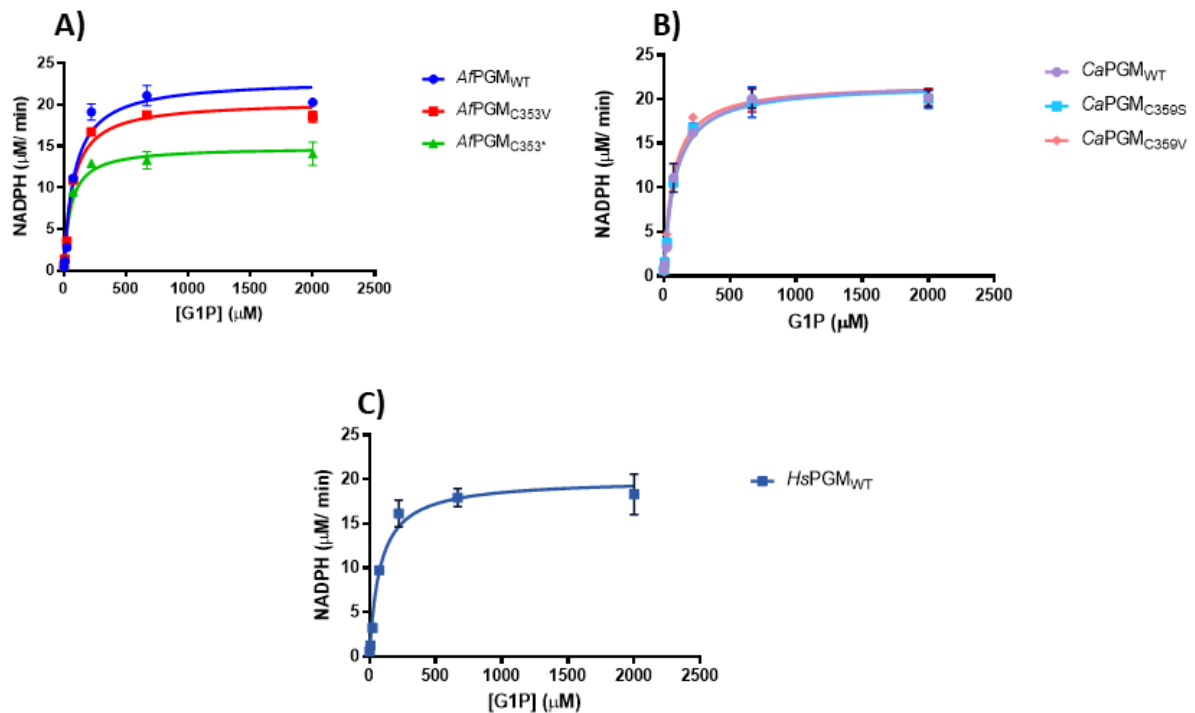 A)
NADPH (μM/ min)
25
20
15
10
5
0
0 500 1000 1500 2000 2500
[G1P] (μM)
AfPGMWT
AfPGMC353V
AfPGMC353*
B)
NADPH (μM/ min)
25
20
15
10
5
0
0 500 1000 1500 2000 2500
G1P (μM)
CaPGMWT
CaPGMC359S
CaPGMC359V
C)
NADPH (μM/ min)
25
20
15
10
5
0
0 500 1000 1500 2000 2500
[G1P] (μM)
HsPGMWT